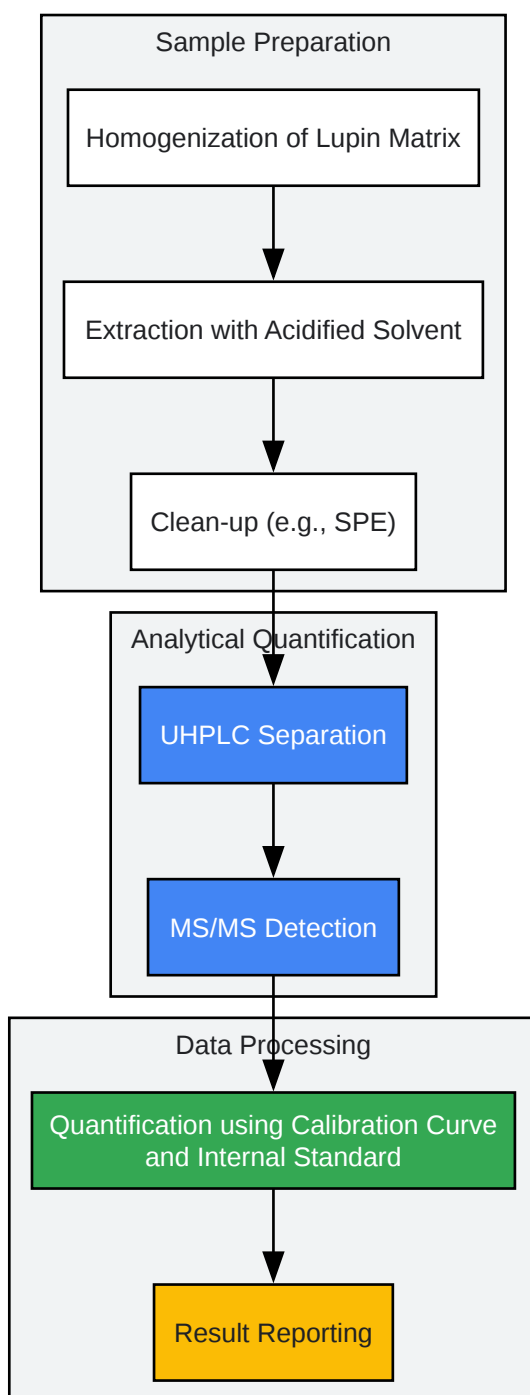 Sample Preparation
Homogenization of Lupin Matrix
Extraction with Acidified Solvent
Clean-up (e.g., SPE)
Analytical Quantification
UHPLC Separation
MS/MS Detection
Data Processing
Quantification using Calibration Curve
and Internal Standard
Result Reporting